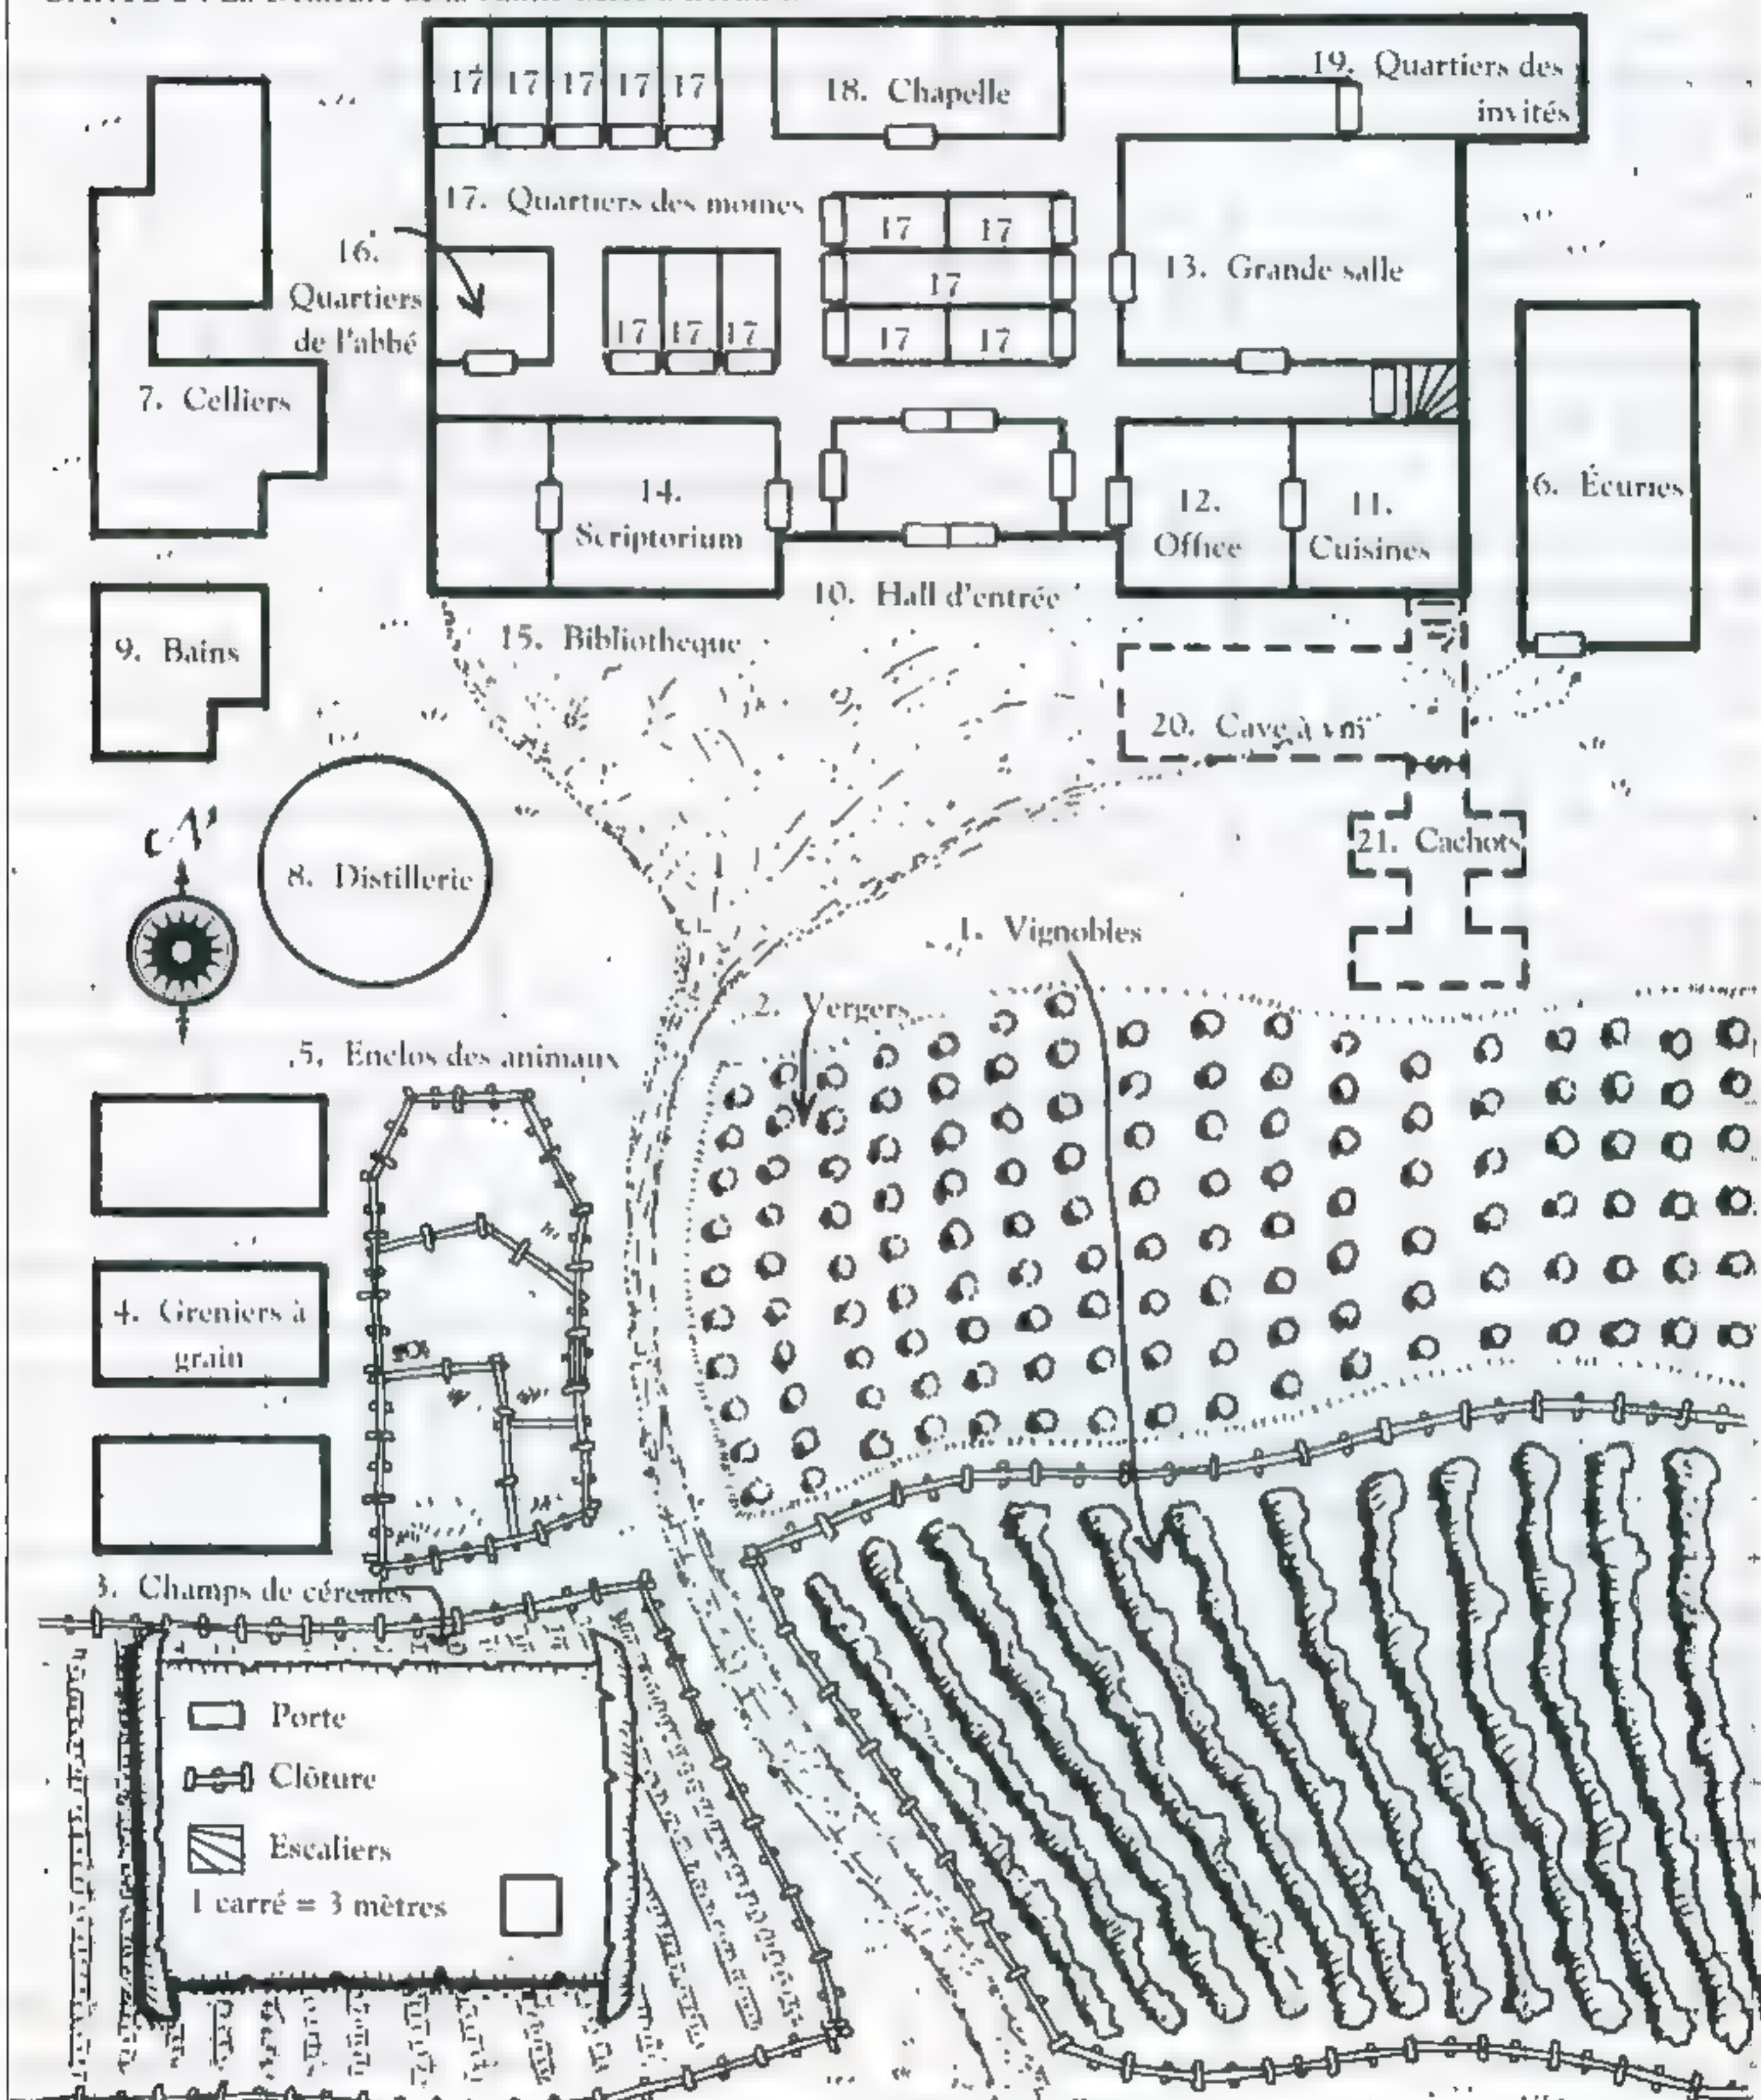 17 17 17 17 17
18. Chapelle
19. Quartiers des
invités
17. Quartiers des moines
16.
Quartiers
de l'abbé
17 17
17
17 17
17 17 17
13. Grande salle
7. Celliers
14.
Scriptorium
12.
Office
11.
Cuisines
6. Écuries
10. Hall d'entrée
15. Bibliothèque
9. Bains
20. Cave à vin
S
21. Cachots
N
8. Distillerie
1. Vignobles
2. Vergers
5. Enclos des animaux
4. Greniers à
grain
3. Champs de céréales
Porte
Clôture
Escaliers
1 carré = 3 mètres